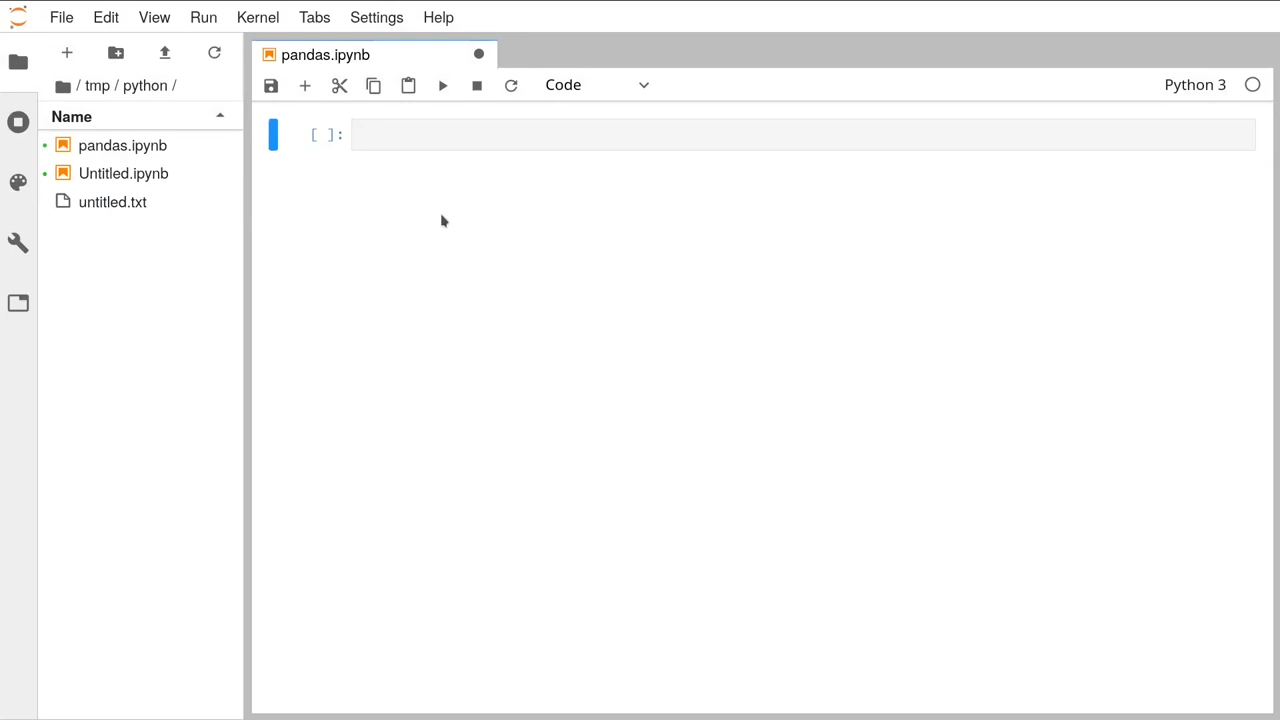 File Edit View Run Kernel Tabs Settings Help
pandas.ipynb
/ tmp / python /
Code
Python 3
Name
[ ]:
pandas.ipynb
Untitled.ipynb
untitled.txt